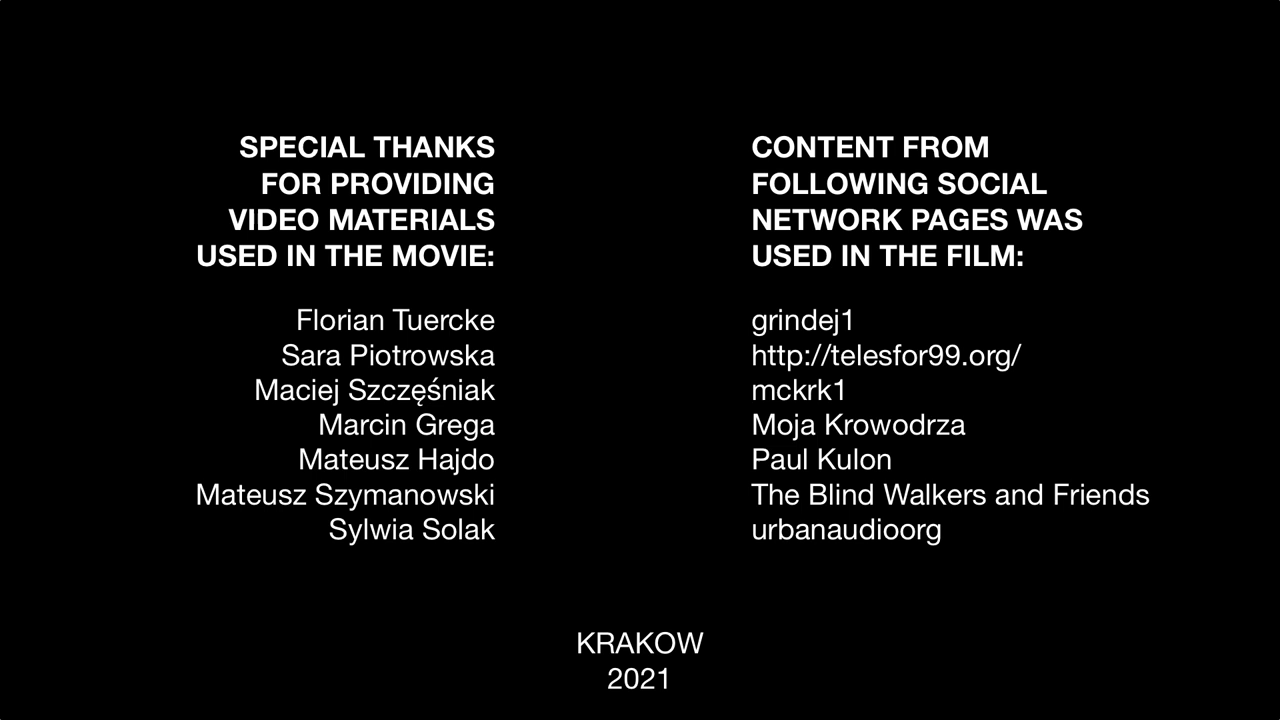 SPECIAL THANKS
FOR PROVIDING
VIDEO MATERIALS
USED IN THE MOVIE:
Florian Tuercke
Sara Piotrowska
Maciej Szczęśniak
Marcin Grega
Mateusz Hajdo
Mateusz Szymanowski
Sylwia Solak
CONTENT FROM
FOLLOWING SOCIAL
NETWORK PAGES WAS
USED IN THE FILM:
grindej1
http://telesfor99.org/
mckrk1
Moja Krowodrza
Paul Kulon
The Blind Walkers and Friends
urbanaudioorg
KRAKOW
2021